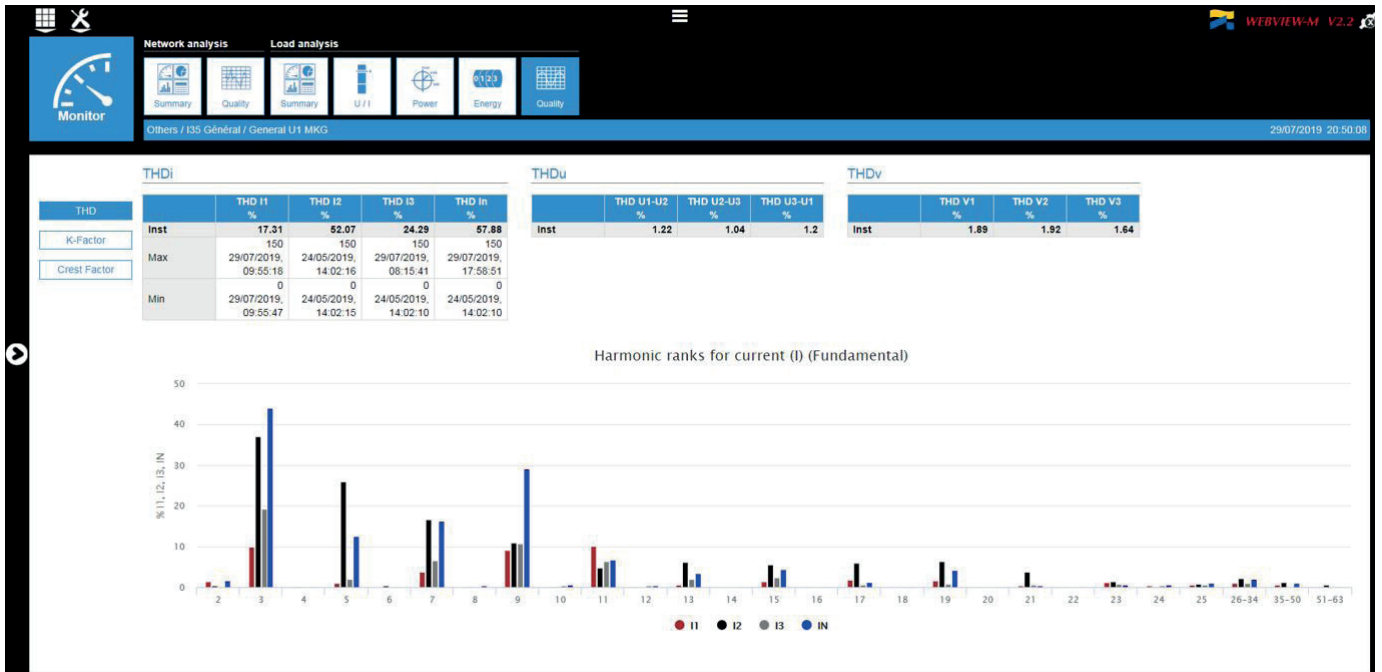 WEBVIEW-M V2.2
Network analysis
Load analysis
Monitor
Summary
Quality
Summary
U / I
Power
0123
Energy
Quality
Others / I35 Général / General U1 MKG
29/07/2019 20:50:08
THD
K-Factor
Crest Factor
THDi
THD I1 THD I2 THD I3 THD In
% % % %
Inst 17.31 52.07 24.29 57.88
150 150 150 150
Max 29/07/2019, 24/05/2019, 29/07/2019, 29/07/2019,
09:55:18 14:02:16 08:15:41 17:58:51
0 0 0 0
Min 29/07/2019, 24/05/2019, 24/05/2019, 24/05/2019,
09:55:47 14:02:15 14:02:10 14:02:10
THDu
THD U1-U2 THD U2-U3 THD U3-U1
% % %
Inst 1.22 1.04 1.2
THDv
THD V1 THD V2 THD V3
% % %
Inst 1.89 1.92 1.64
Harmonic ranks for current (I) (Fundamental)
% I1, I2, I3, IN
50
40
30
20
10
0
2 3 4 5 6 7 8 9 10 11 12 13 14 15 16 17 18 19 20 21 22 23 24 25 26-34 35-50 51-63
I1 I2 I3 IN